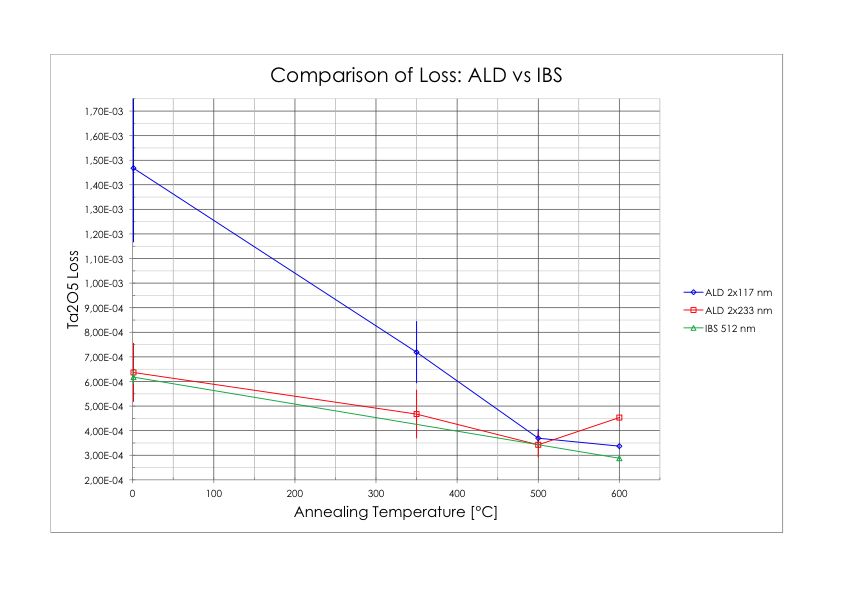 Comparison of Loss: ALD vs IBS
Ta2O5 Loss
1,70E-03
1,60E-03
1,50E-03
1,40E-03
1,30E-03
1,20E-03
1,10E-03
1,00E-03
9,00E-04
8,00E-04
7,00E-04
6,00E-04
5,00E-04
4,00E-04
3,00E-04
2,00E-04
0 100 200 300 400 500 600
Annealing Temperature [°C]
ALD 2x117 nm
ALD 2x233 nm
IBS 512 nm